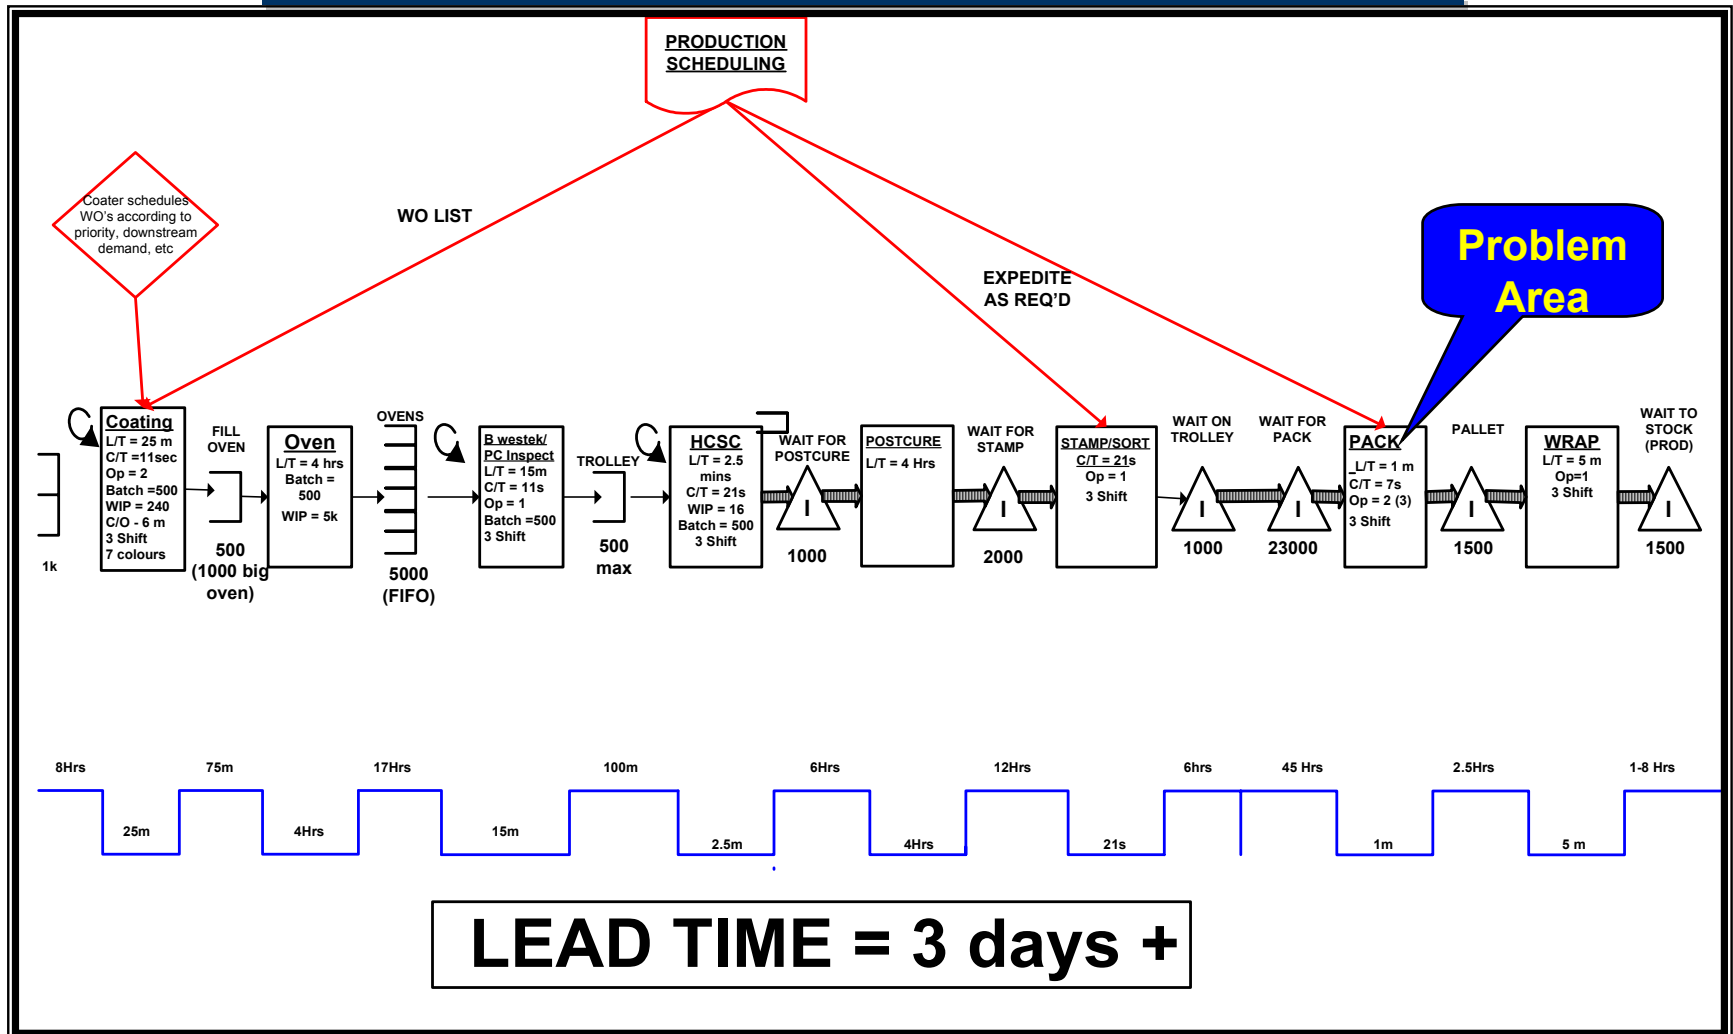 PRODUCTION
SCHEDULING
Coater schedules
WO's according to
priority, downstream
demand, etc
WO LIST
EXPEDITE
AS REQ'D
Problem
Area
1k
Coating
L/T = 25 m
C/T =11sec
Op = 2
Batch =500
WIP = 240
C/O - 6 m
3 Shift
7 colours
FILL
OVEN
500
(1000 big
oven)
Oven
L/T = 4 hrs
Batch =
500
WIP = 5k
OVENS
5000
(FIFO)
B westek/
PC Inspect
L/T = 15m
C/T = 11s
Op = 1
Batch=500
3 Shift
TROLLEY
500
max
HCSC
L/T = 2.5
mins
C/T = 21s
WIP = 16
Batch = 500
3 Shift
WAIT FOR
POSTCURE
I
1000
POSTCURE
L/T = 4 Hrs
WAIT FOR
STAMP
I
2000
STAMP/SORT
C/T = 21s
Op = 1
3 Shift
WAIT ON
TROLLEY
I
1000
WAIT FOR
PACK
I
23000
PACK
_L/T = 1 m
C/T = 7s
Op = 2 (3)
3 Shift
PALLET
I
1500
WRAP
L/T = 5 m
Op=1
3 Shift
WAIT TO
STOCK
(PROD)
I
1500
8Hrs
75m
17Hrs
100m
6Hrs
12Hrs
6hrs
45 Hrs
2.5Hrs
1-8 Hrs
25m
4Hrs
15m
2.5m
4Hrs
21s
1m
5 m
LEAD TIME = 3 days +